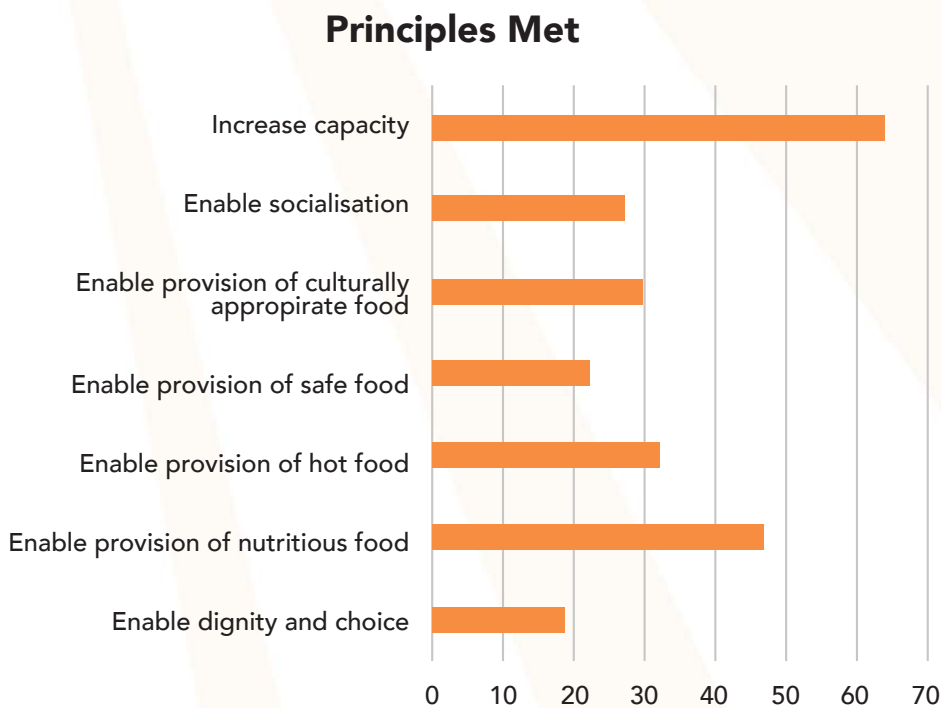 Principles Met
Increase capacity
Enable socialisation
Enable provision of culturally
appropirate food
Enable provision of safe food
Enable provision of hot food
Enable provision of nutritious food
Enable dignity and choice
0 10 20 30 40 50 60 70